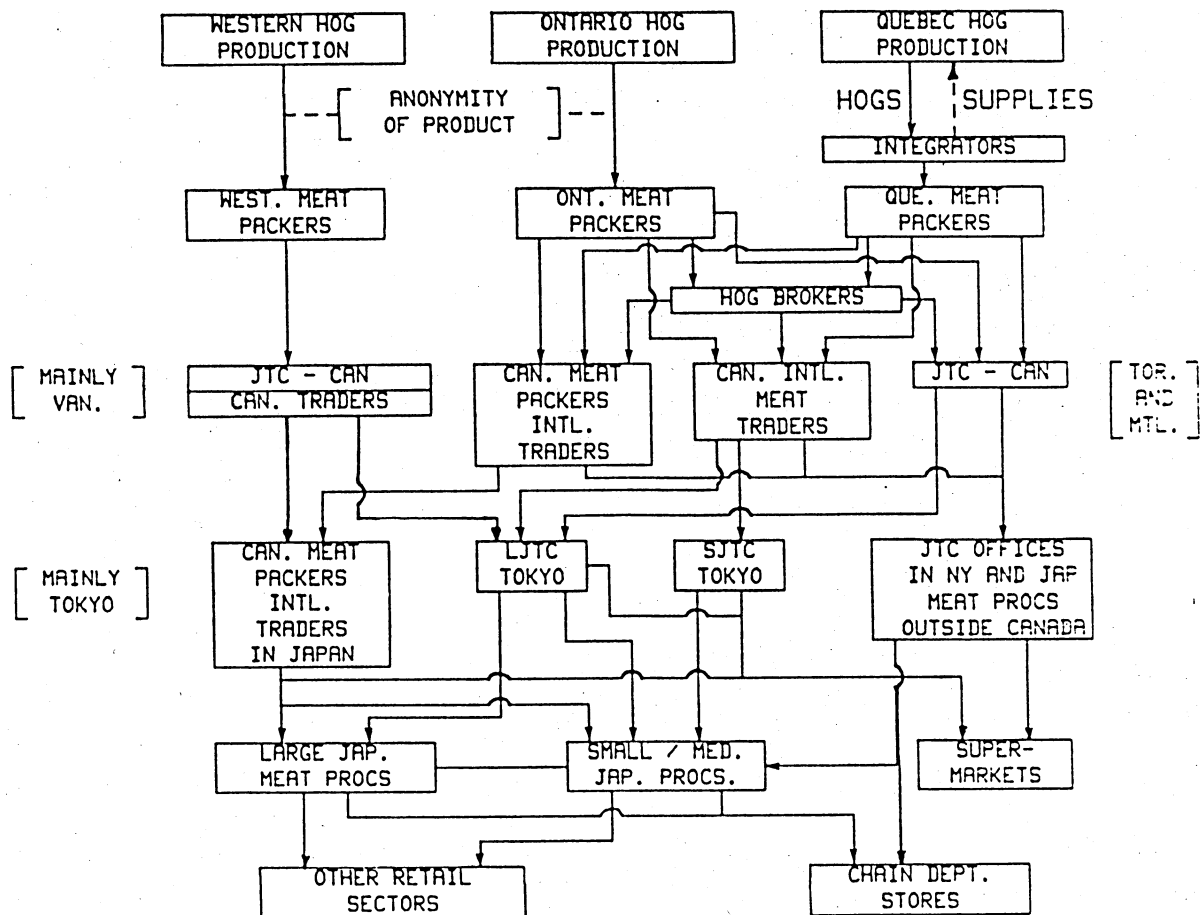 WESTERN HOG
PRODUCTION
ONTARIO HOG
PRODUCTION
QUEBEC HOG
PRODUCTION
ANONYMITY
OF PRODUCT
HOGS
SUPPLIES
INTEGRATORS
WEST. MEAT
PACKERS
ONT. MEAT
PACKERS
QUE. MEAT
PACKERS
HOG BROKERS
MAINLY
VAN.
JTC - CAN
CAN. TRADERS
CAN. MEAT
PACKERS
INTL.
TRADERS
CAN. INTL.
MEAT
TRADERS
JTC - CAN
TOR.
AND
MTL.
MAINLY
TOKYO
CAN. MEAT
PACKERS
INTL.
TRADERS
IN JAPAN
LJTC
TOKYO
SJTC
TOKYO
JTC OFFICES
IN NY AND JAP
MEAT PROCS
OUTSIDE CANADA
LARGE JAP.
MEAT PROCS
SMALL / MED.
JAP. PROCS.
SUPER-
MARKETS
OTHER RETAIL
SECTORS
CHAIN DEPT.
STORES